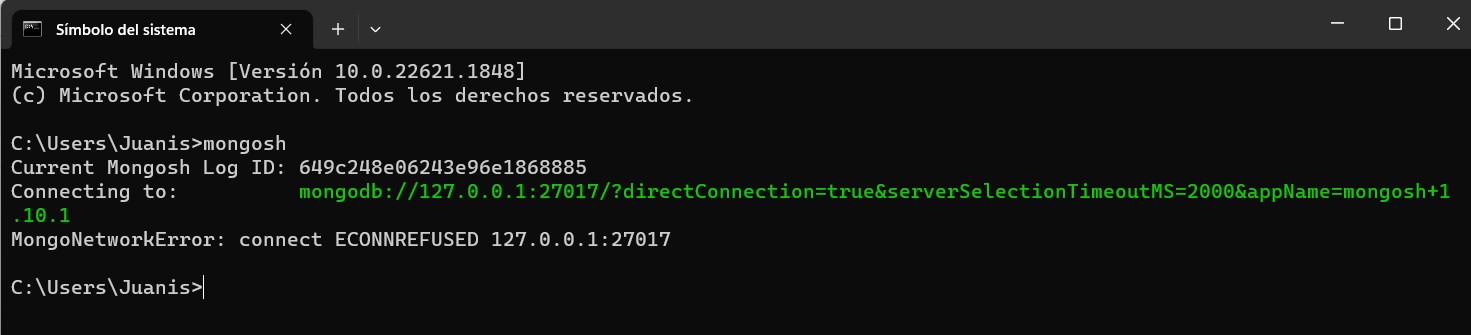 Símbolo del sistema
Microsoft Windows [Versión 10.0.22621.1848]
(c) Microsoft Corporation. Todos los derechos reservados.
C:\Users\Juanis>mongosh
Current Mongosh Log ID: 649c248e06243e96e1868885
Connecting to:          mongodb://127.0.0.1:27017/?directConnection=true&serverSelectionTimeoutMS=2000&appName=mongosh+1
.10.1
MongoNetworkError: connect ECONNREFUSED 127.0.0.1:27017
C:\Users\Juanis>